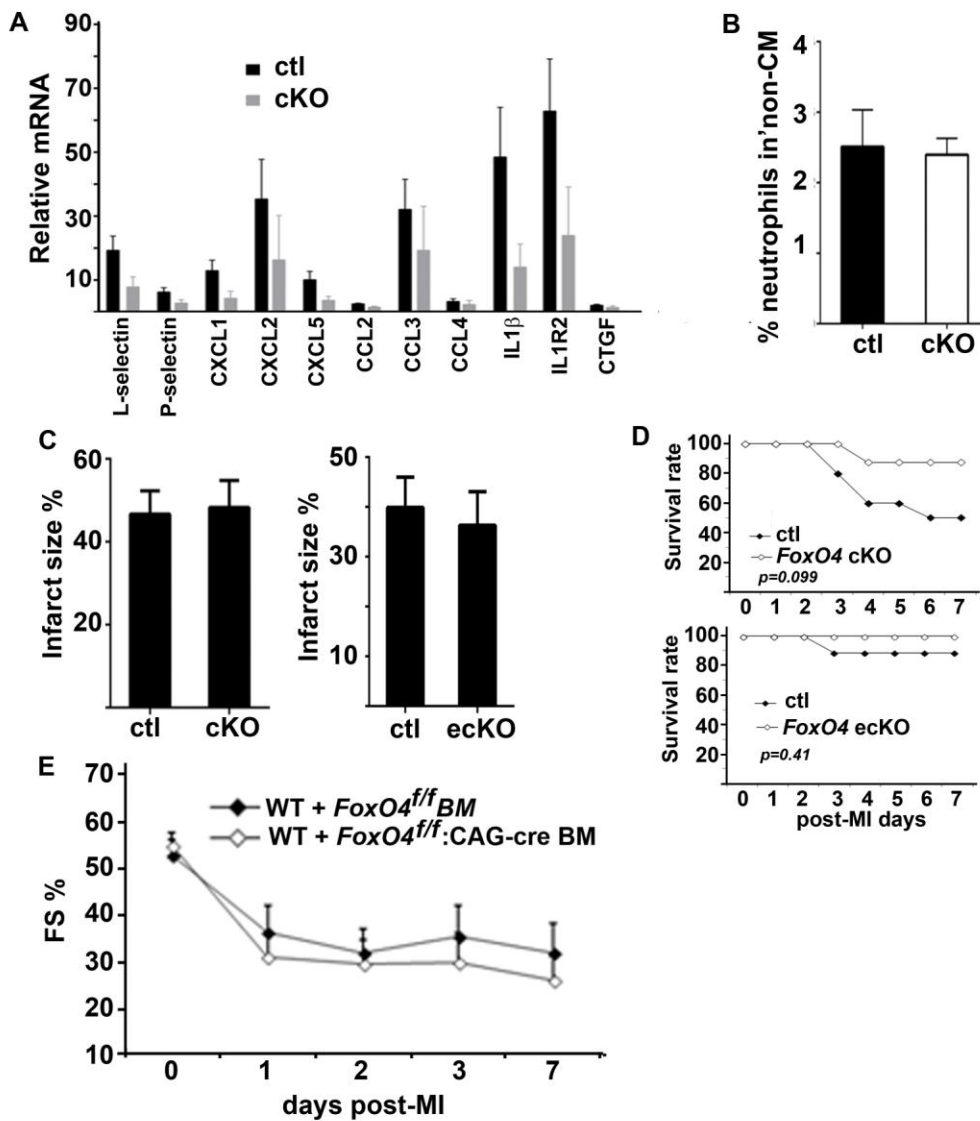 A
Relative mRNA
90
70
50
30
10
ctl
cKO
L-selectin
P-selectin
CXCL1
CXCL2
CXCL5
CCL2
CCL3
CCL4
IL1β
IL1R2
CTGF
B
% neutrophils in'non-CM
4
3
2
1
ctl
cKO
C
Infarct size %
60
40
20
ctl
cKO
Infarct size %
50
30
10
ctl
ecKO
D
Survival rate
100
80
60
40
20
ctl
FoxO4 cKO
p=0.099
0 1 2 3 4 5 6 7
Survival rate
100
80
60
40
20
ctl
FoxO4 ecKO
p=0.41
0 1 2 3 4 5 6 7
post-MI days
E
FS %
70
60
50
40
30
20
10
WT + FoxO4f/f BM
WT + FoxO4f/f:CAG-cre BM
0 1 2 3 7
days post-MI